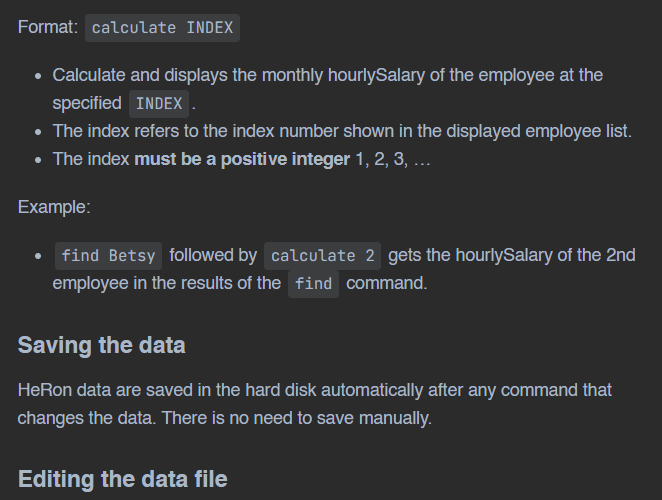 Format: calculate INDEX
• Calculate and displays the monthly hourlySalary of the employee at the
specified INDEX .
• The index refers to the index number shown in the displayed employee list.
• The index must be a positive integer 1, 2, 3, …
Example:
• find Betsy followed by calculate 2 gets the hourlySalary of the 2nd
employee in the results of the find command.
Saving the data
HeRon data are saved in the hard disk automatically after any command that
changes the data. There is no need to save manually.
Editing the data file